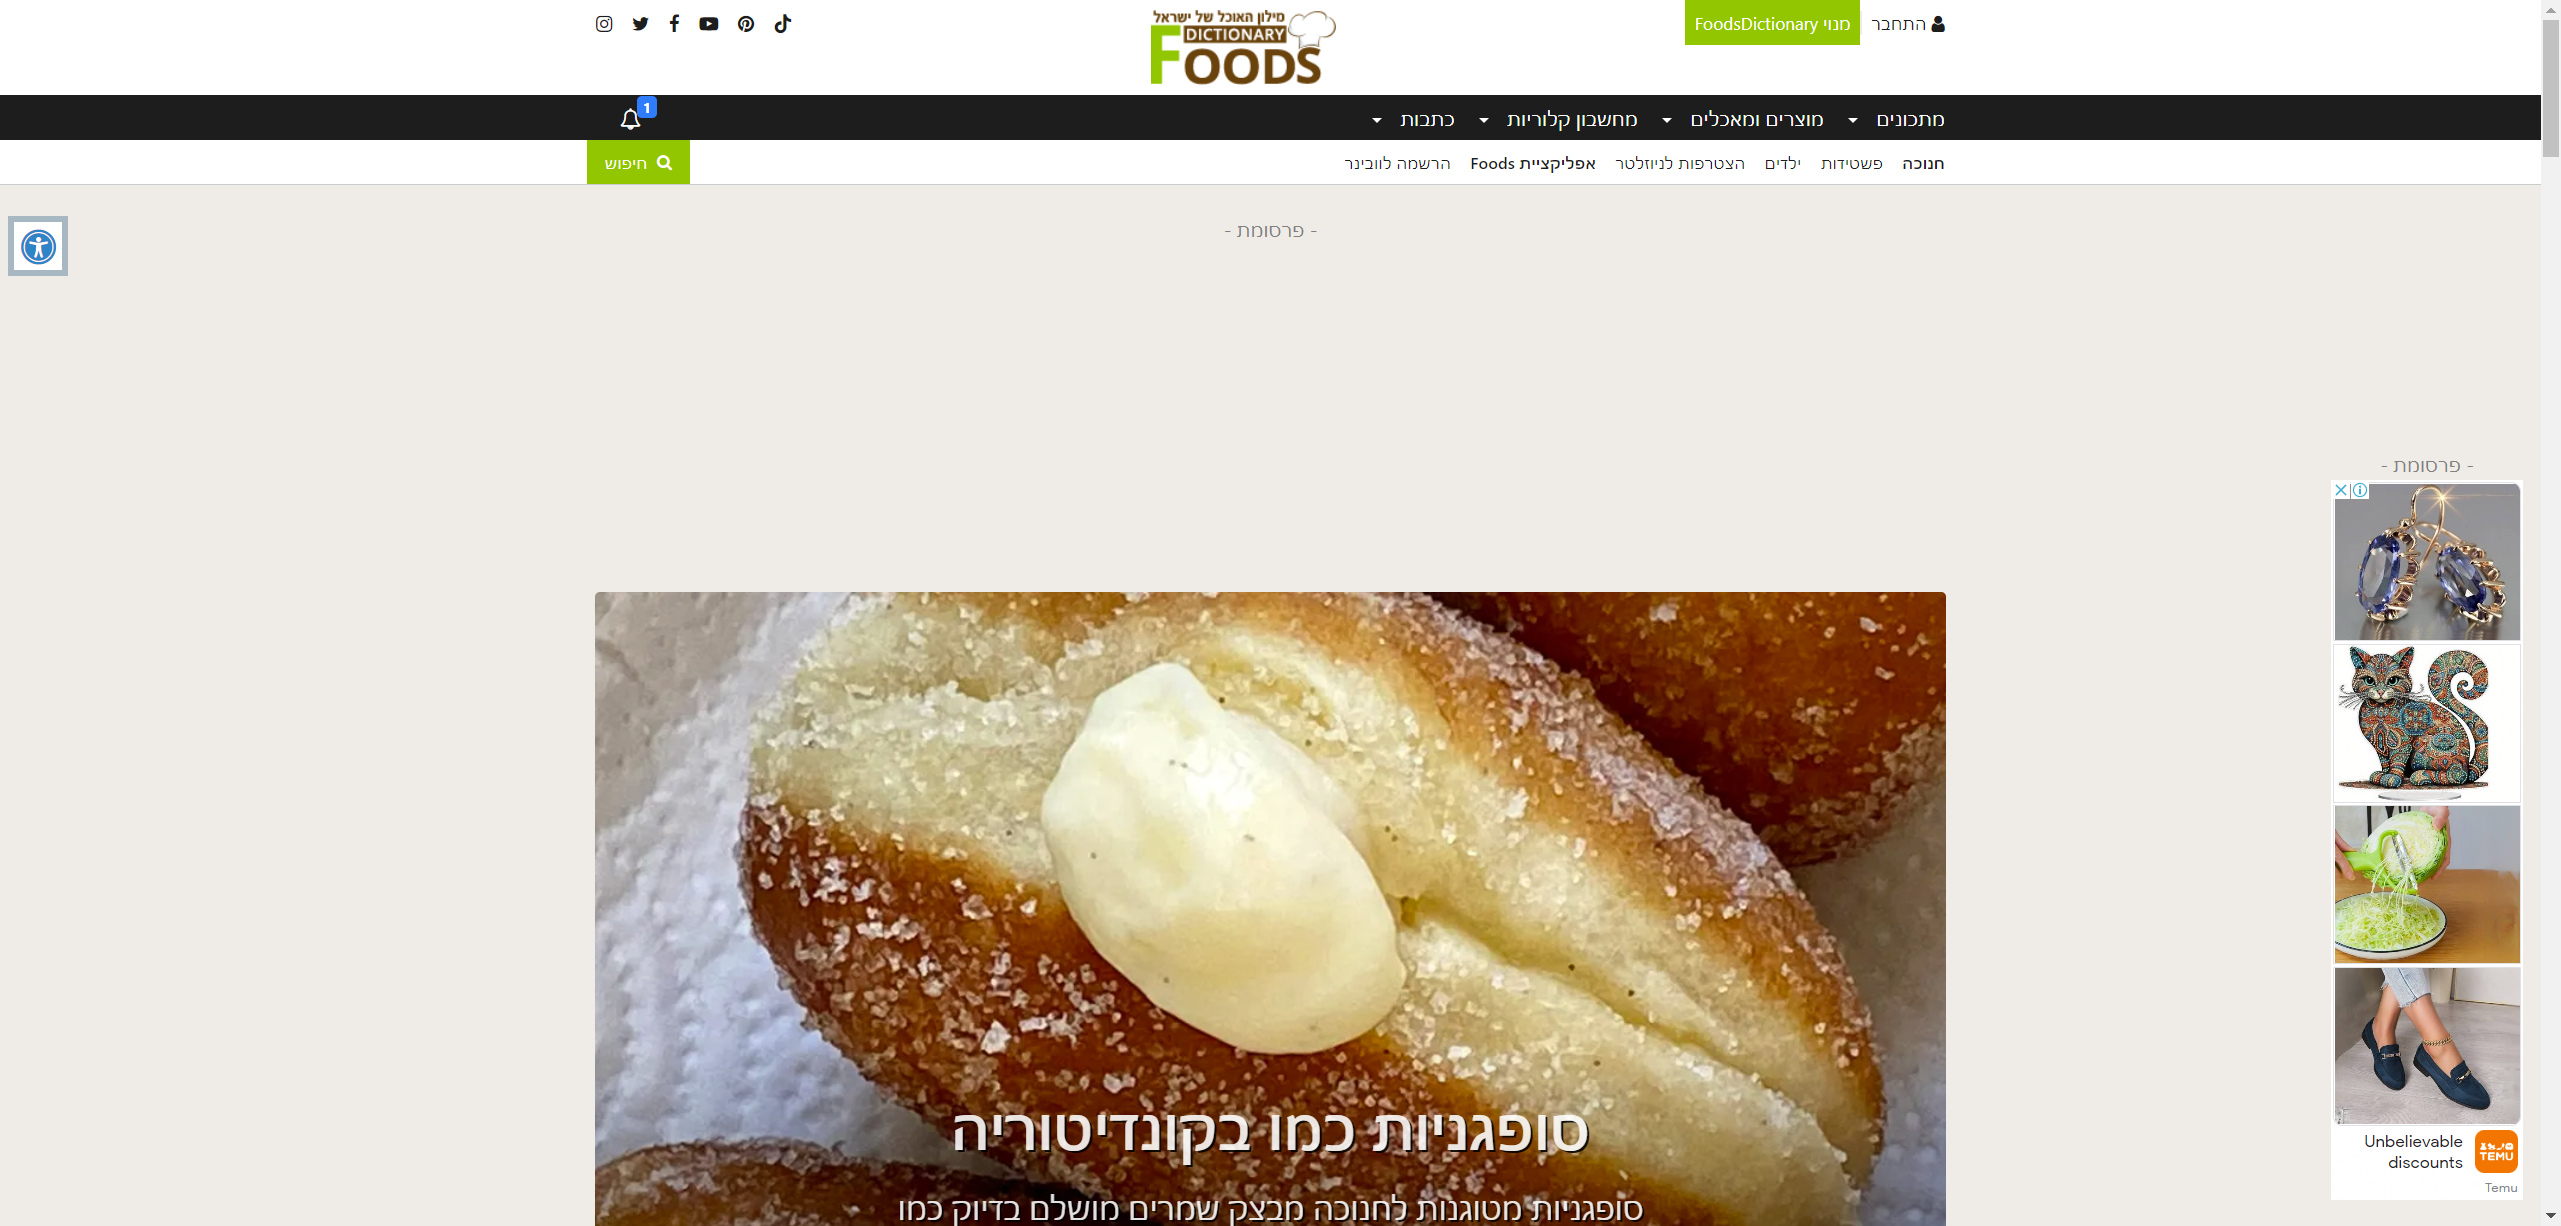 התחבר
מנוי FoodsDictionary
מילון האוכל של ישראל
DICTIONARY
FOODS
מתכונים
מוצרים ומאכלים
מחשבון קלוריות
כתבות
1
חנוכה
פשטידות
ילדים
הצטרפות לניוזלטר
אפליקציית Foods
הרשמה לוובינר
חיפוש
- פרסומת -
- פרסומת -
סופגניות כמו בקונדיטוריה
סופגניות מטוגנות לחנוכה מבצק שמרים מושלם בדיוק כמו
Unbelievable
discounts
TEMU
Temu